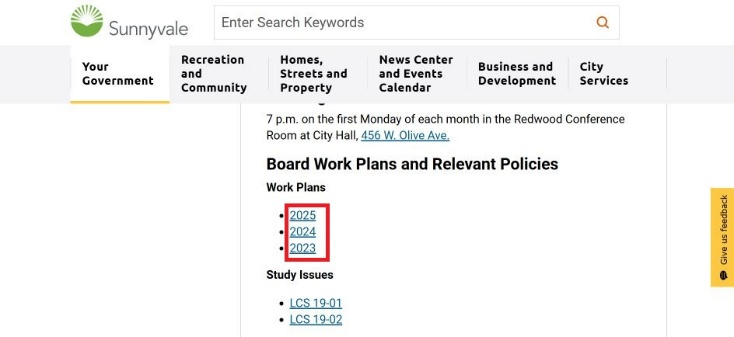 Sunnyvale
Enter Search Keywords
Your
Government
Recreation
and
Community
Homes,
Streets and
Property
News Center
and Events
Calendar
Business and
Development
City
Services
7 p.m. on the first Monday of each month in the Redwood Conference
Room at City Hall, 456 W. Olive Ave.
Board Work Plans and Relevant Policies
Work Plans
• 2025
• 2024
• 2023
Study Issues
• LCS 19-01
• LCS 19-02
Give us feedback